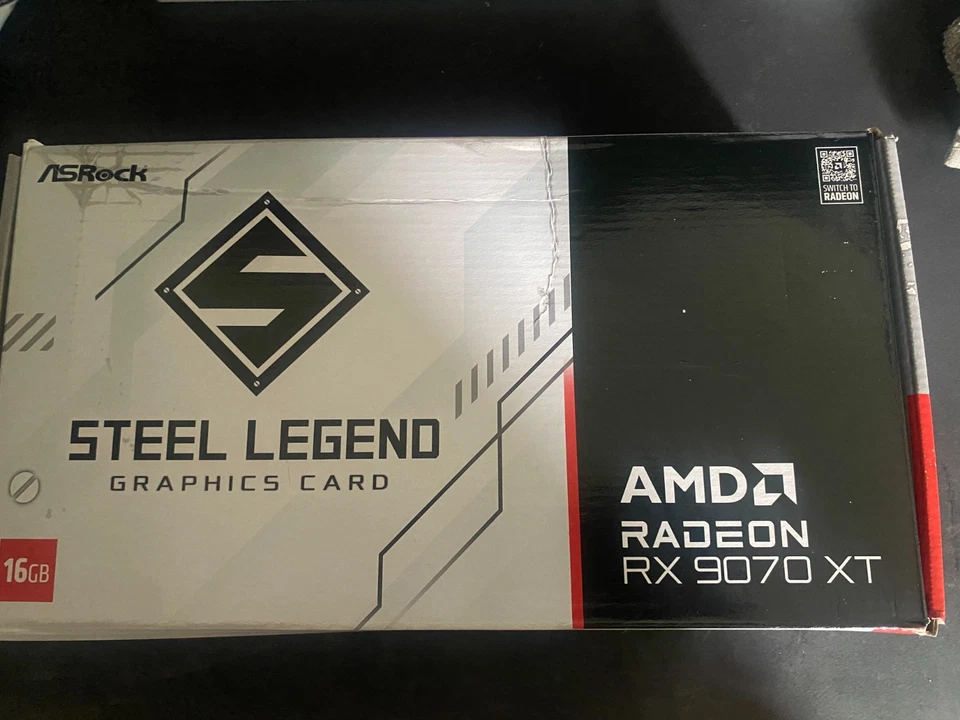 ASRock
SWITCH TO
RADEON
STEEL LEGEND
GRAPHICS CARD
16GB
AMD
RADEON
RX 9070 XT